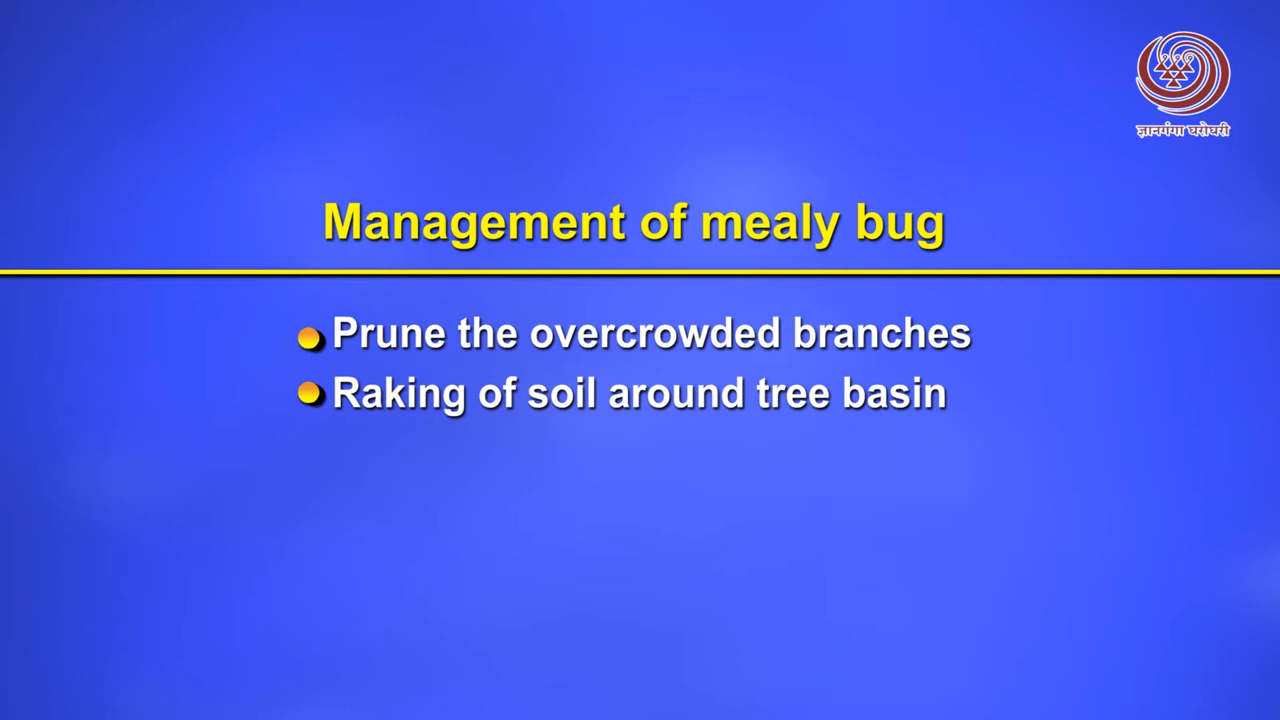 ज्ञानगंगा घरोघरी
Management of mealy bug
Prune the overcrowded branches
Raking of soil around tree basin